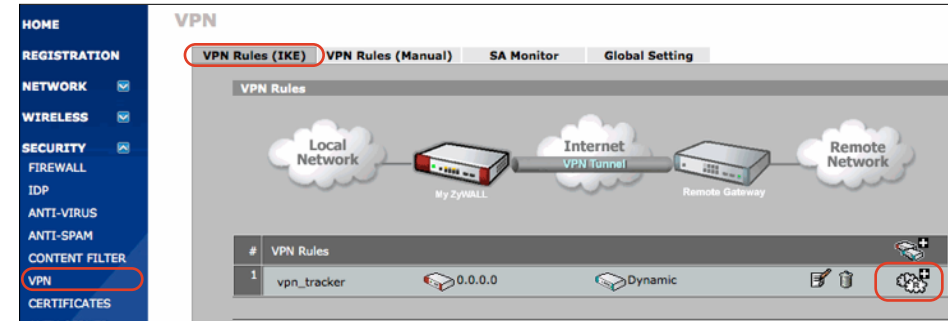 VPN
HOME
REGISTRATION
NETWORK
WIRELESS
SECURITY
FIREWALL
IDP
ANTI-VIRUS
ANTI-SPAM
CONTENT FILTER
VPN
CERTIFICATES
VPN Rules (IKE) VPN Rules (Manual) SA Monitor Global Setting
VPN Rules
Local Network
Internet
VPN Tunnel
Remote Network
My ZyWALL
Remote Gateway
# VPN Rules
1 vpn_tracker 0.0.0.0 Dynamic